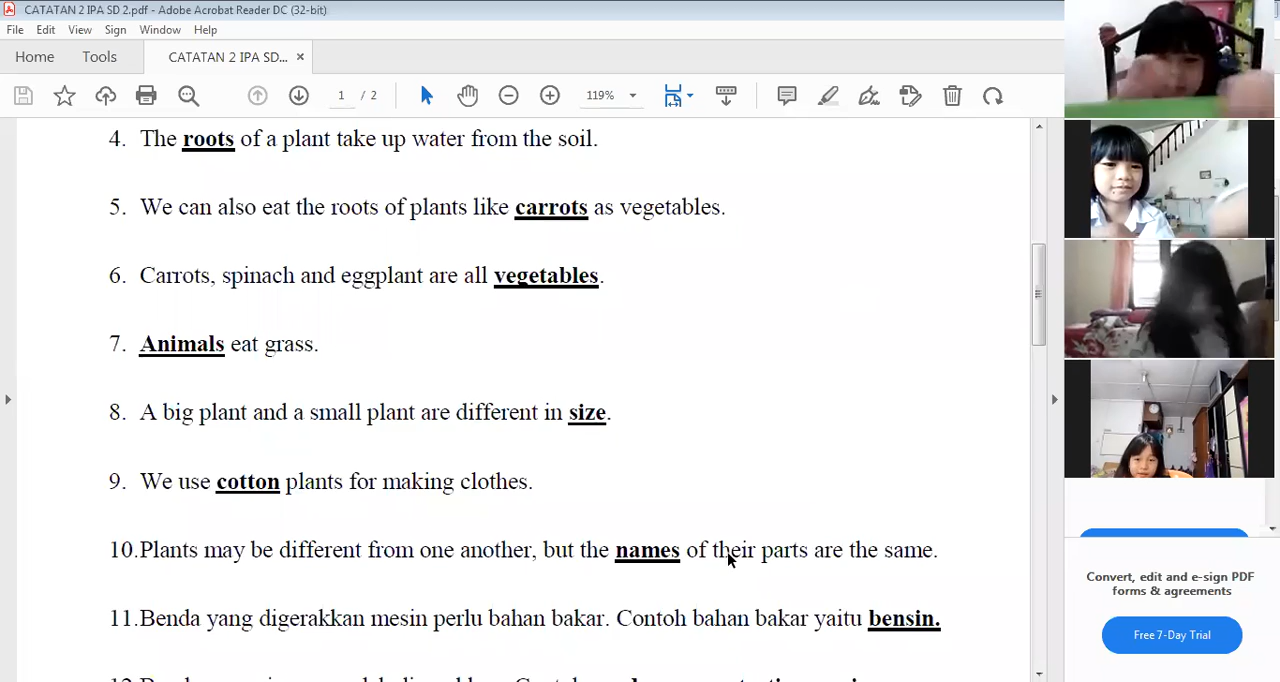 CATATAN 2 IPA SD 2.pdf - Adobe Acrobat Reader DC (32-bit)
File Edit View Sign Window Help
Home Tools CATATAN 2 IPA SD... ×
1 / 2 119%
4. The roots of a plant take up water from the soil.
5. We can also eat the roots of plants like carrots as vegetables.
6. Carrots, spinach and eggplant are all vegetables.
7. Animals eat grass.
8. A big plant and a small plant are different in size.
9. We use cotton plants for making clothes.
10.Plants may be different from one another, but the names of their parts are the same.
11.Benda yang digerakkan mesin perlu bahan bakar. Contoh bahan bakar yaitu bensin.
Convert, edit and e-sign PDF
forms & agreements
Free 7-Day Trial